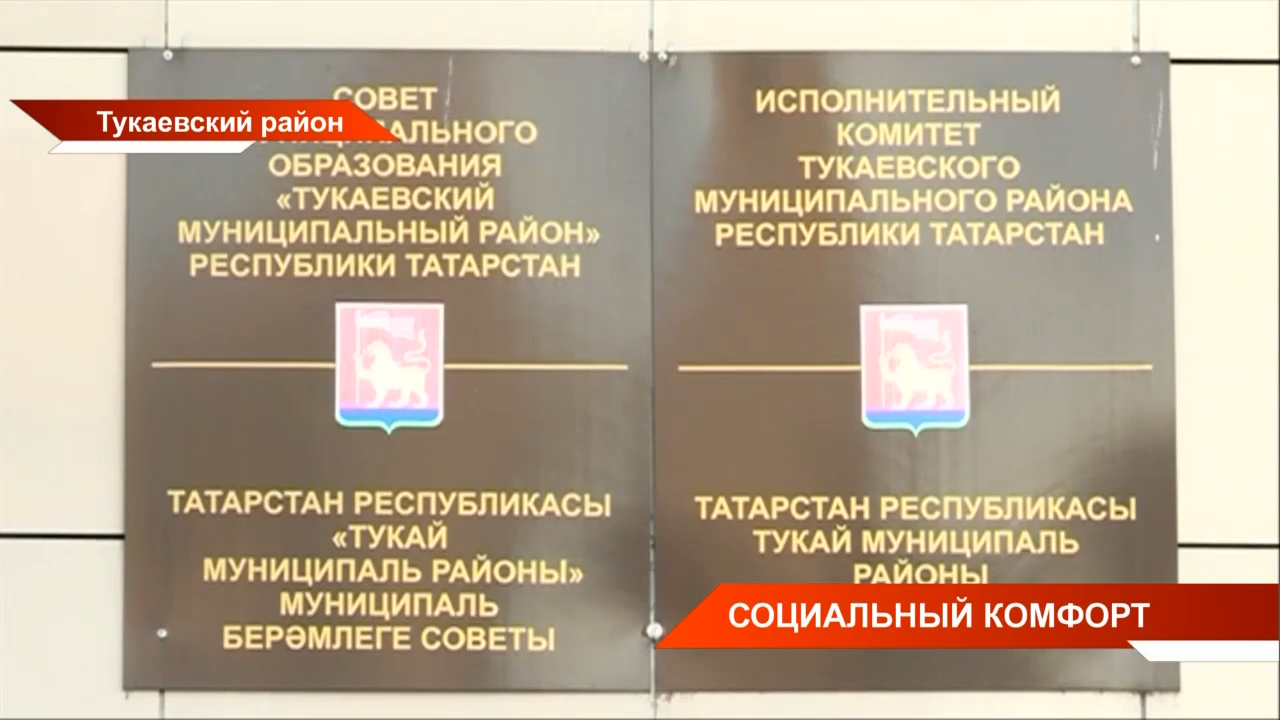 Тукаевский район
СОВЕТ
ОБРАЗОВАНИЯ
«ТУКАЕВСКИЙ
МУНИЦИПАЛЬНЫЙ РАЙОН»
РЕСПУБЛИКИ ТАТАРСТАН
ТАТАРСТАН РЕСПУБЛИКАСЫ
«ТУКАЙ
МУНИЦИПАЛЬ РАЙОНЫ»
МУНИЦИПАЛЬ
БЕРӘМЛЕГЕ СОВЕТЫ
ИСПОЛНИТЕЛЬНЫЙ
КОМИТЕТ
ТУКАЕВСКОГО
МУНИЦИПАЛЬНОГО РАЙОНА
РЕСПУБЛИКИ ТАТАРСТАН
ТАТАРСТАН РЕСПУБЛИКАСЫ
ТУКАЙ МУНИЦИПАЛЬ
РАЙОНЫ
СОЦИАЛЬНЫЙ КОМФОРТ